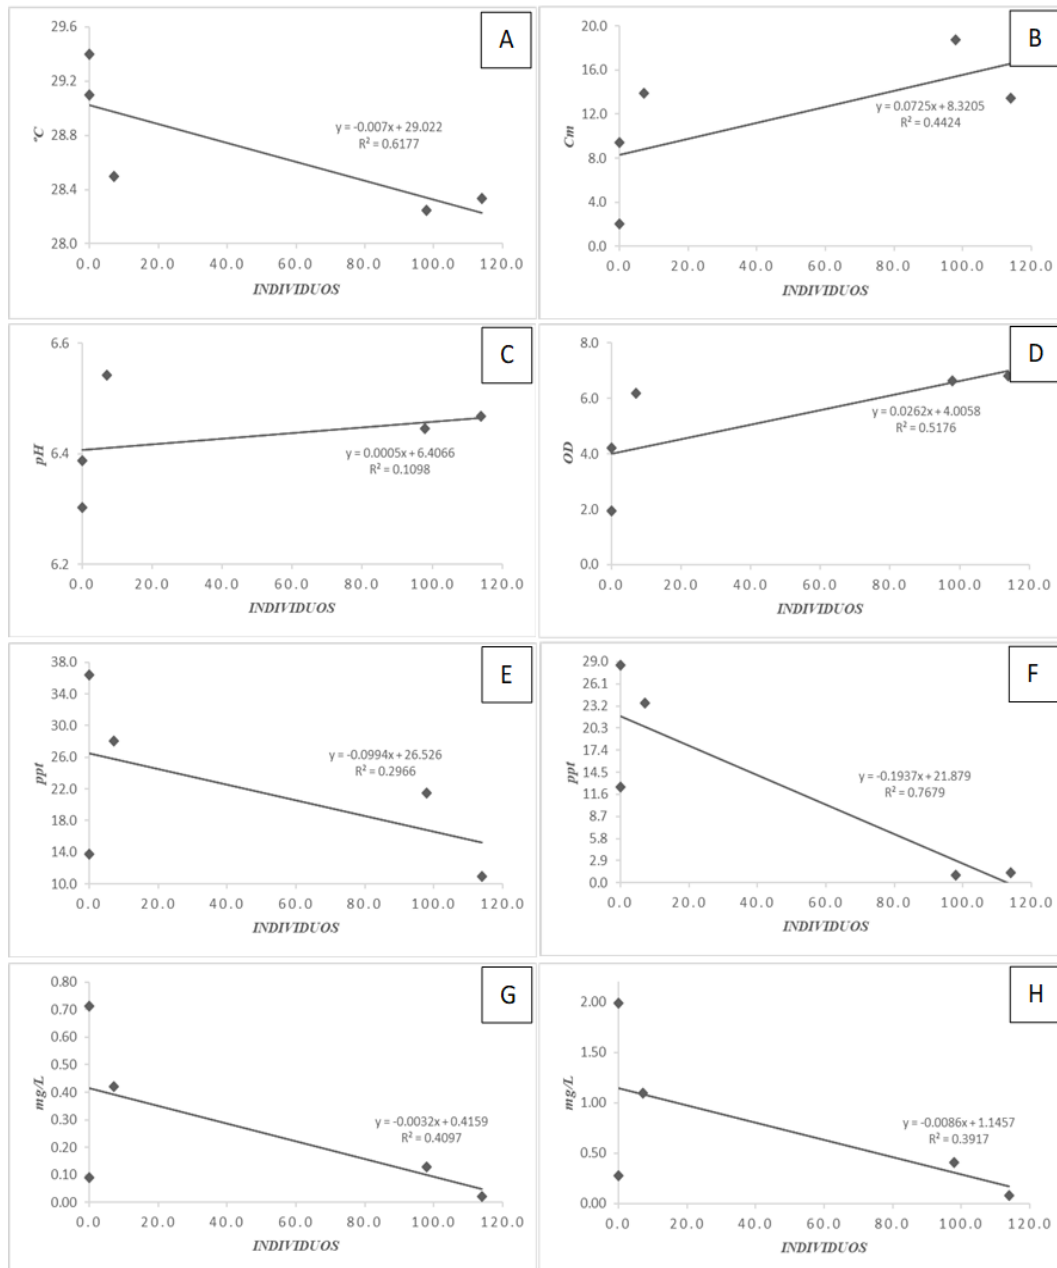 A
29.6
29.2
28.8
28.4
28.0
°C
y = -0.007x + 29.022
R² = 0.6177
0.0 20.0 40.0 60.0 80.0 100.0 120.0
INDIVIDUOS
B
20.0
16.0
12.0
8.0
4.0
0.0
Cm
y = 0.0725x + 8.3205
R² = 0.4424
0.0 20.0 40.0 60.0 80.0 100.0 120.0
INDIVIDUOS
C
6.6
6.4
6.2
pH
y = 0.0005x + 6.4066
R² = 0.1098
0.0 20.0 40.0 60.0 80.0 100.0 120.0
INDIVIDUOS
D
8.0
6.0
4.0
2.0
0.0
OD
y = 0.0262x + 4.0058
R² = 0.5176
0.0 20.0 40.0 60.0 80.0 100.0 120.0
INDIVIDUOS
E
38.0
34.0
30.0
26.0
22.0
18.0
14.0
10.0
ppt
y = -0.0994x + 26.526
R² = 0.2966
0.0 20.0 40.0 60.0 80.0 100.0 120.0
INDIVIDUOS
F
29.0
26.1
23.2
20.3
17.4
14.5
11.6
8.7
5.8
2.9
0.0
ppt
y = -0.1937x + 21.879
R² = 0.7679
0.0 20.0 40.0 60.0 80.0 100.0 120.0
INDIVIDUOS
G
0.80
0.70
0.60
0.50
0.40
0.30
0.20
0.10
0.00
mg/L
y = -0.0032x + 0.4159
R² = 0.4097
0.0 20.0 40.0 60.0 80.0 100.0 120.0
INDIVIDUOS
H
2.00
1.50
1.00
0.50
0.00
mg/L
y = -0.0086x + 1.1457
R² = 0.3917
0.0 20.0 40.0 60.0 80.0 100.0 120.0
INDIVIDUOS